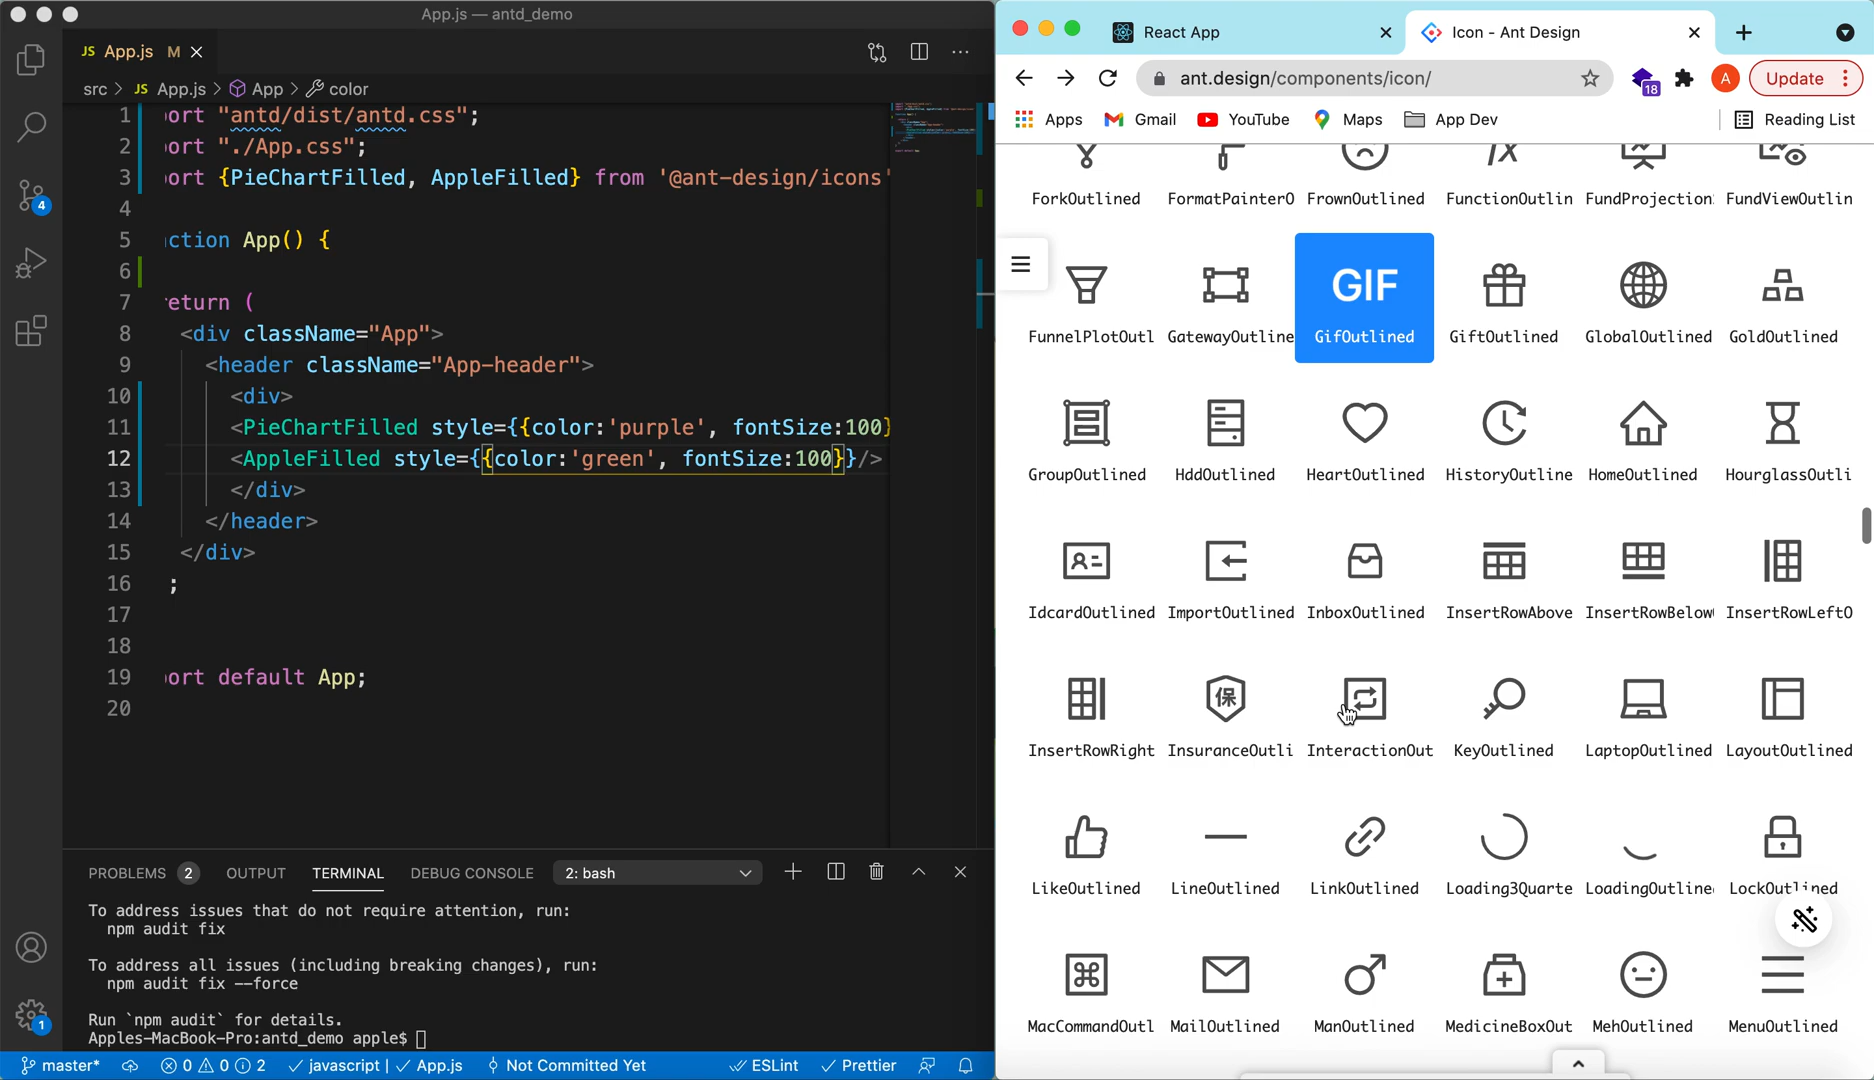 App.js — antd_demo
JS App.js M
src > JS App.js > App > color
1 ort "antd/dist/antd.css";
2 ort "./App.css";
3 ort {PieChartFilled, AppleFilled} from '@ant-design/icons'
4
5 ction App() {
6
7 return (
8 <div className="App">
9 <header className="App-header">
10 <div>
11 <PieChartFilled style={{color:'purple', fontSize:100}
12 <AppleFilled style={{color:'green', fontSize:100}}/>
13 </div>
14 </header>
15 </div>
16 ;
17
18
19 ort default App;
20
4
1
PROBLEMS 2 OUTPUT TERMINAL DEBUG CONSOLE 2: bash
To address issues that do not require attention, run:
npm audit fix
To address all issues (including breaking changes), run:
npm audit fix --force
Run `npm audit` for details.
Apples-MacBook-Pro:antd_demo apple$
master* 0 0 2 javascript | App.js Not Committed Yet ESLint Prettier
React App Icon - Ant Design
ant.design/components/icon/ 18 A Update
Apps Gmail YouTube Maps App Dev Reading List
ForkOutlined FormatPainterO FrownOutlined FunctionOutlin FundProjection FundViewOutlin
GIF
FunnelPlotOutl GatewayOutline GifOutlined GiftOutlined GlobalOutlined GoldOutlined
GroupOutlined HddOutlined HeartOutlined HistoryOutline HomeOutlined HourglassOutli
IdcardOutlined ImportOutlined InboxOutlined InsertRowAbove InsertRowBelow InsertRowLeftO
保
InsertRowRight InsuranceOutli InteractionOut KeyOutlined LaptopOutlined LayoutOutlined
LikeOutlined LineOutlined LinkOutlined Loading3Quarte LoadingOutline LockOutlined
MacCommandOutl MailOutlined ManOutlined MedicineBoxOut MehOutlined MenuOutlined